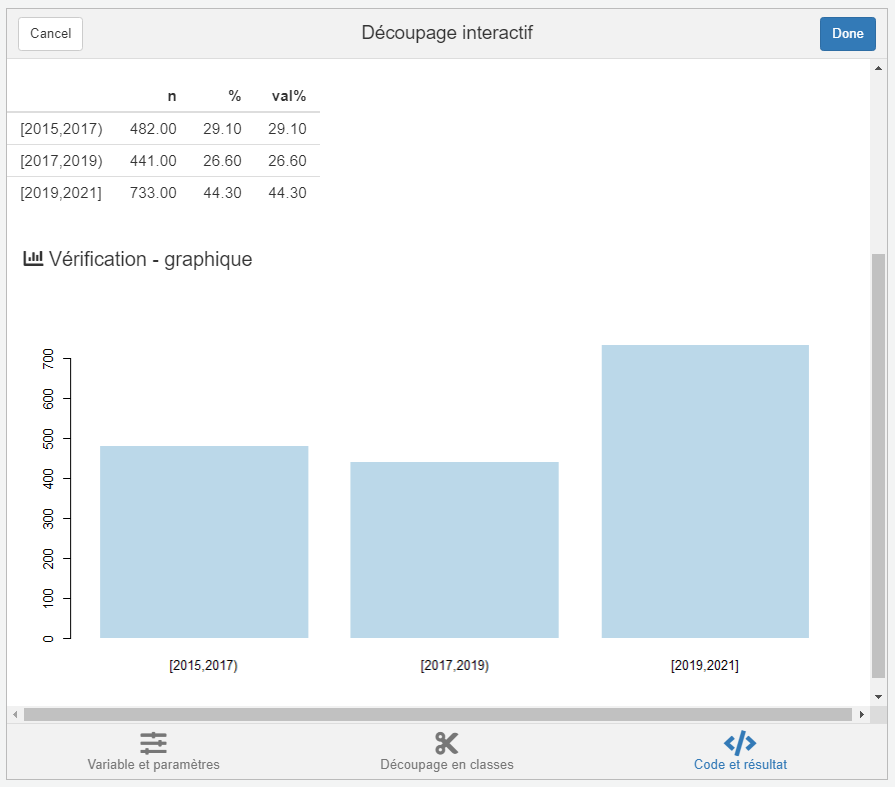 Cancel Découpage interactif Done
n % val%
[2015,2017) 482.00 29.10 29.10
[2017,2019) 441.00 26.60 26.60
[2019,2021] 733.00 44.30 44.30
Vérification - graphique
700
600
500
400
300
200
100
0
[2015,2017) [2017,2019) [2019,2021]
Variable et paramètres Découpage en classes Code et résultat